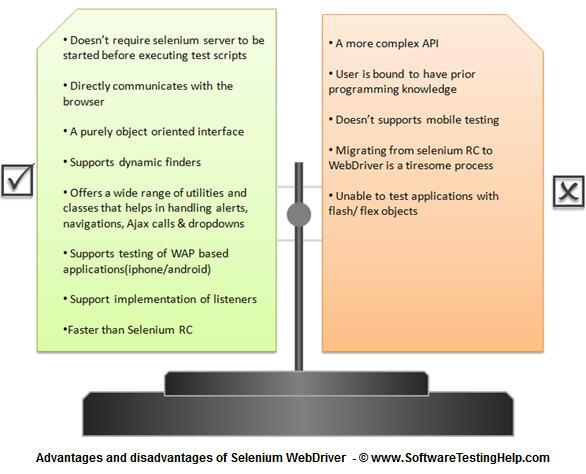 • Doesn't require selenium server to be
started before executing test scripts
• Directly communicates with the
browser
• A purely object oriented interface
• Supports dynamic finders
• Offers a wide range of utilities and
classes that helps in handling alerts,
navigations, Ajax calls & dropdowns
• Supports testing of WAP based
applications(iphone/android)
• Support implementation of listeners
•Faster than Selenium RC
• A more complex API
• User is bound to have prior
programming knowledge
• Doesn't supports mobile testing
• Migrating from selenium RC to
WebDriver is a tiresome process
• Unable to test applications with
flash/ flex objects
Advantages and disadvantages of Selenium WebDriver - © www.SoftwareTestingHelp.com